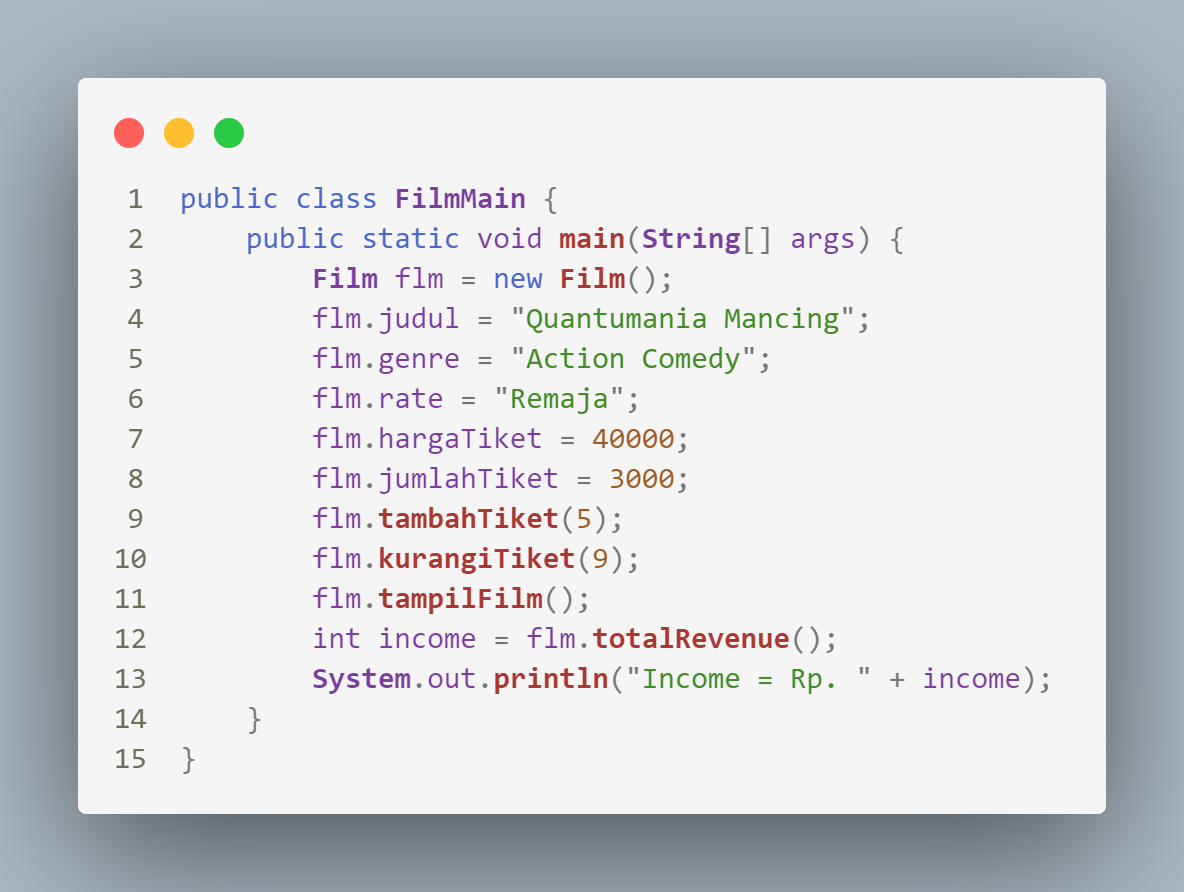 1 public class FilmMain {
2     public static void main(String[] args) {
3         Film flm = new Film();
4         flm.judul = "Quantumania Mancing";
5         flm.genre = "Action Comedy";
6         flm.rate = "Remaja";
7         flm.hargaTiket = 40000;
8         flm.jumlahTiket = 3000;
9         flm.tambahTiket(5);
10         flm.kurangiTiket(9);
11         flm.tampilFilm();
12         int income = flm.totalRevenue();
13         System.out.println("Income = Rp. " + income);
14     }
15 }